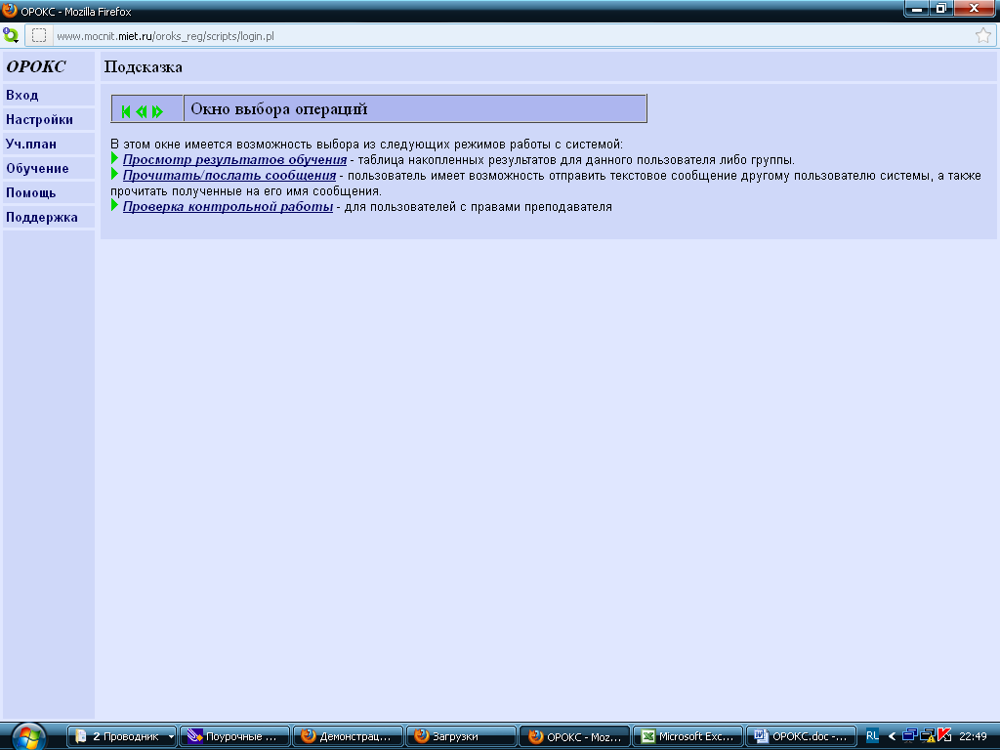 ОРОКС - Mozilla Firefox
www.mocnit.miet.ru/oroks_reg/scripts/login.pl
ОРОКС
Вход
Настройки
Уч.план
Обучение
Помощь
Поддержка
Подсказка
Окно выбора операций
В этом окне имеется возможность выбора из следующих режимов работы с системой:
Просмотр результатов обучения - таблица накопленных результатов для данного пользователя либо группы.
Прочитать/послать сообщения - пользователь имеет возможность отправить текстовое сообщение другому пользователю системы, а также
прочитать полученные на его имя сообщения.
Проверка контрольной работы - для пользователей с правами преподавателя
2 Проводник
Поурочные ...
Демонстрац...
Загрузки
ОРОКС - Moz...
Microsoft Exc...
ОРОКС.doc -...
RL
22:49